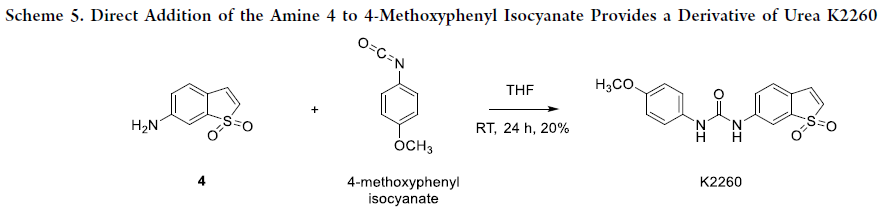 Scheme 5. Direct Addition of the Amine 4 to 4-Methoxyphenyl Isocyanate Provides a Derivative of Urea K2260
O=C=N
H₂N
S
O
O
+
OCH₃
THF
RT, 24 h, 20%
H₃CO
O
N
H
N
H
S
O
O
4
4-methoxyphenyl
isocyanate
K2260